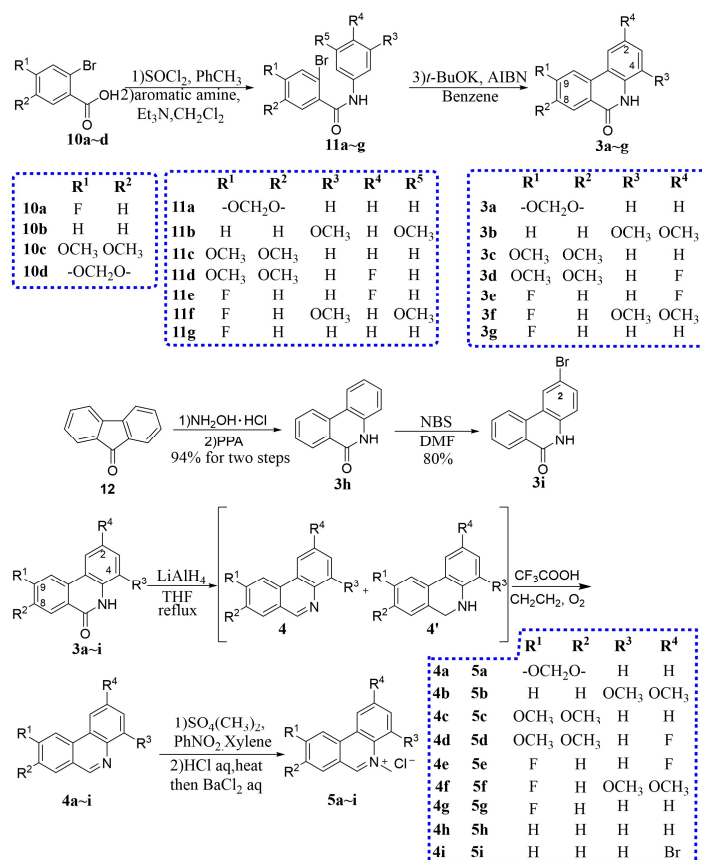 R⁴
R¹ Br
R² OH
O
10a~d
1)SOCl₂, PhCH₃
2)aromatic amine,
Et₃N,CH₂Cl₂
R⁵ R³
R¹ Br
R² NH
O
11a~g
3)t-BuOK, AIBN
Benzene
R⁴
2
R¹ 9 4 R³
R² 8 NH
O
3a~g
R¹ R²
10a F H
10b H H
10c OCH₃ OCH₃
10d -OCH₂O-
R¹ R² R³ R⁴ R⁵
11a -OCH₂O- H H H
11b H H OCH₃ H OCH₃
11c OCH₃ OCH₃ H H H
11d OCH₃ OCH₃ H F H
11e F H H F H
11f F H OCH₃ H OCH₃
11g F H H H H
R¹ R² R³ R⁴
3a -OCH₂O- H H
3b H H OCH₃ OCH₃
3c OCH₃ OCH₃ H H
3d OCH₃ OCH₃ H F
3e F H H F
3f F H OCH₃ OCH₃
3g F H H H
O
12
1)NH₂OH·HCl
2)PPA
94% for two steps
NH
O
3h
NBS
DMF
80%
Br
2
NH
O
3i
R⁴
2
R¹ 9 4 R³
R² 8 NH
O
3a~i
LiAlH₄
THF
reflux
R⁴
R¹ R³
R² N
4
+
R⁴
R¹ R³
R² NH
4'
CF₃COOH
CH₂CH₂, O₂
R⁴
R¹ R³
R² N
4a~i
1)SO₄(CH₃)₂,
PhNO₂.Xylene
2)HCl aq,heat
then BaCl₂ aq
R⁴
R¹ R³
R² N⁺ Cl⁻
5a~i
R¹ R² R³ R⁴
4a 5a -OCH₂O- H H
4b 5b H H OCH₃ OCH₃
4c 5c OCH₃ OCH₃ H H
4d 5d OCH₃ OCH₃ H F
4e 5e F H H F
4f 5f F H OCH₃ OCH₃
4g 5g F H H H
4h 5h H H H H
4i 5i H H H Br